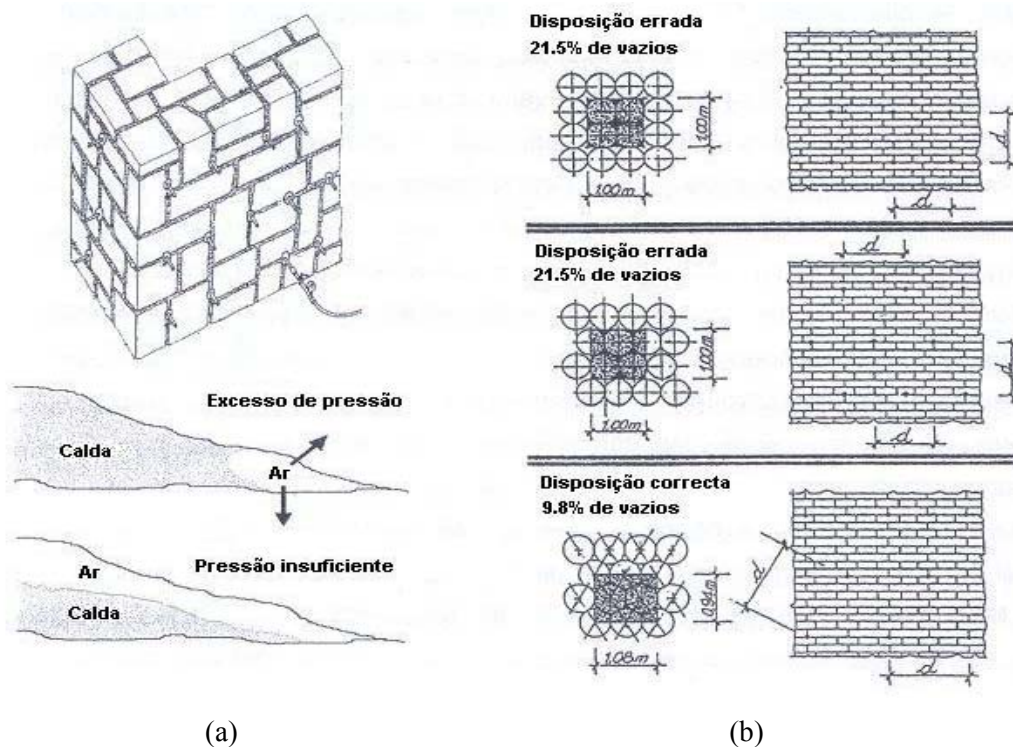 Excesso de pressão
Calda
Ar
Pressão insuficiente
Ar
Calda
(a)
Disposição errada
21.5% de vazios
1.00m
1.00m
d
d
Disposição errada
21.5% de vazios
1.00m
1.00m
d
d
d
Disposição correcta
9.8% de vazios
0.94m
1.08m
d
d
(b)